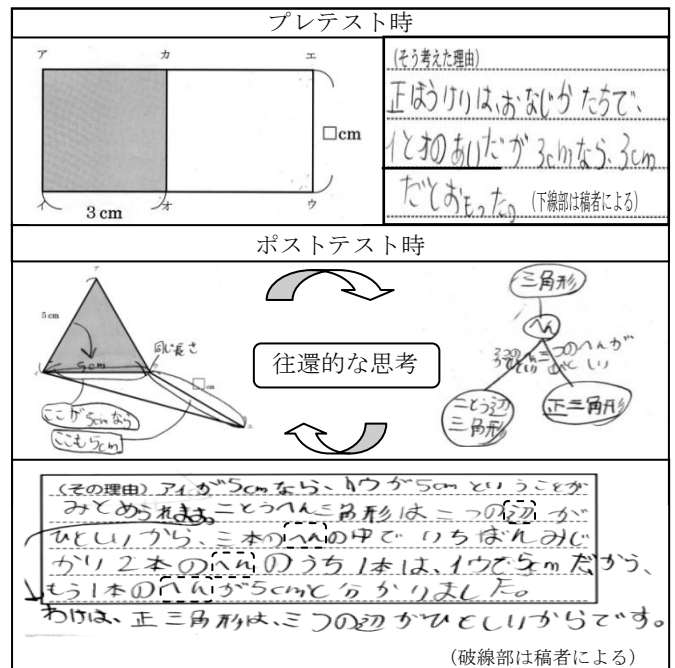 プレテスト時
ア
カ
エ
□cm
イ
3 cm
オ
ウ
(そう考えた理由)
正ほうけいは、おなじかたちで、
イとオのあいだが3cmなら、3cm
だとおもった。
(下線部は稿者による)
ポストテスト時
ア
5 cm
5cm
同じ長さ
□cm
エ
ここが5cmなら
ここも5cm
往還的な思考
三角形
へん
二とう辺
三角形
正三角形
(その理由) アイが5cmなら、イウが5cmということが
みとめられます。二とうへん三角形は二つの辺が
ひとしいから、三本のへんの中でいちばんみじ
かい2本のへんのうち1本は、イウで5cmだから、
もう1本のへんが5cmと分かりました。
わけは、正三角形は、三つの辺がひとしいからです。
(破線部は稿者による)